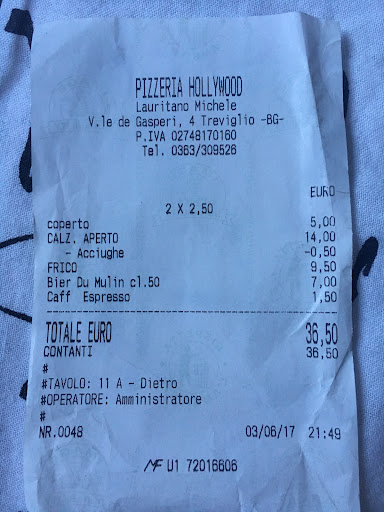 PIZZERIA HOLLYWOOD
Lauritano Michele
V.le de Gasperi, 4 Treviglio -BG-
P.IVA 02748170160
Tel. 0363/309526
EURO
2 X 2,50
coperto 5,00
CALZ. APERTO 14,00
- Acciughe -0,50
FRICO 9,50
Bier Du Mulin cl.50 7,00
Caff Espresso 1,50
TOTALE EURO 36,50
CONTANTI 36,50
#
#TAVOLO: 11 A - Dietro
#OPERATORE: Amministratore
#
NR.0048 03/06/17 21:49
MF U1 72016606